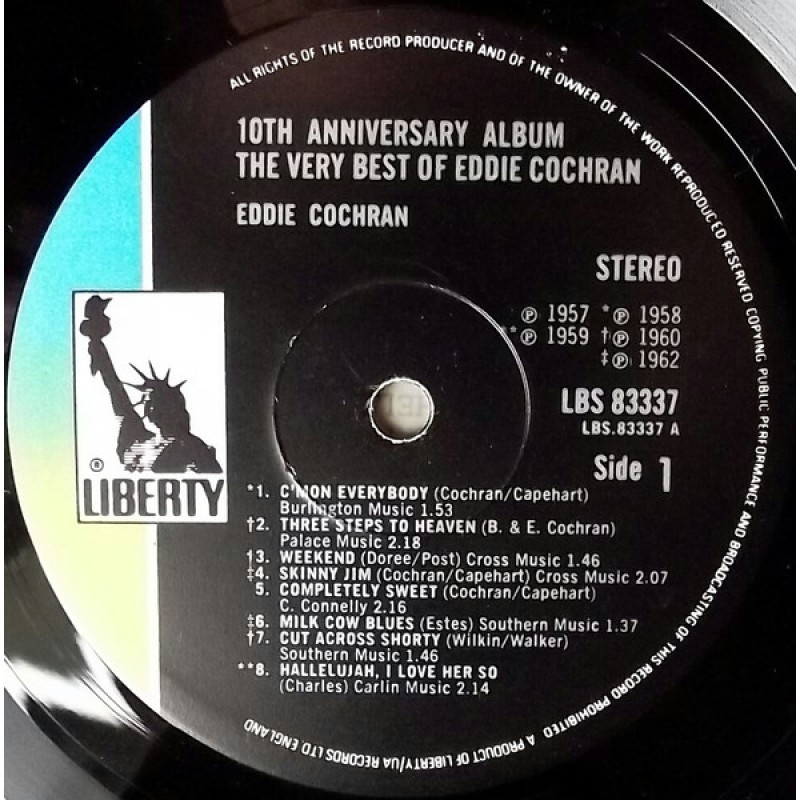 ALL RIGHTS OF THE RECORD PRODUCER AND OF THE OWNER OF THE WORK REPRODUCED RESERVED COPYING PUBLIC PERFORMANCE AND BROADCASTING OF THIS RECORD PROHIBITED A PRODUCT OF LIBERTY/UA RECORDS LTD ENGLAND
10TH ANNIVERSARY ALBUM
THE VERY BEST OF EDDIE COCHRAN
EDDIE COCHRAN
STEREO
℗ 1957 *℗ 1958
**℗ 1959 †℗ 1960
‡℗ 1962
LBS 83337
LBS.83337 A
Side 1
®
LIBERTY
*1. C'MON EVERYBODY (Cochran/Capehart)
Burlington Music 1.53
†2. THREE STEPS TO HEAVEN (B. & E. Cochran)
Palace Music 2.18
†3. WEEKEND (Doree/Post) Cross Music 1.46
‡4. SKINNY JIM (Cochran/Capehart) Cross Music 2.07
5. COMPLETELY SWEET (Cochran/Capehart)
C. Connelly 2.16
‡6. MILK COW BLUES (Estes) Southern Music 1.37
†7. CUT ACROSS SHORTY (Wilkin/Walker)
Southern Music 1.46
**8. HALLELUJAH, I LOVE HER SO
(Charles) Carlin Music 2.14